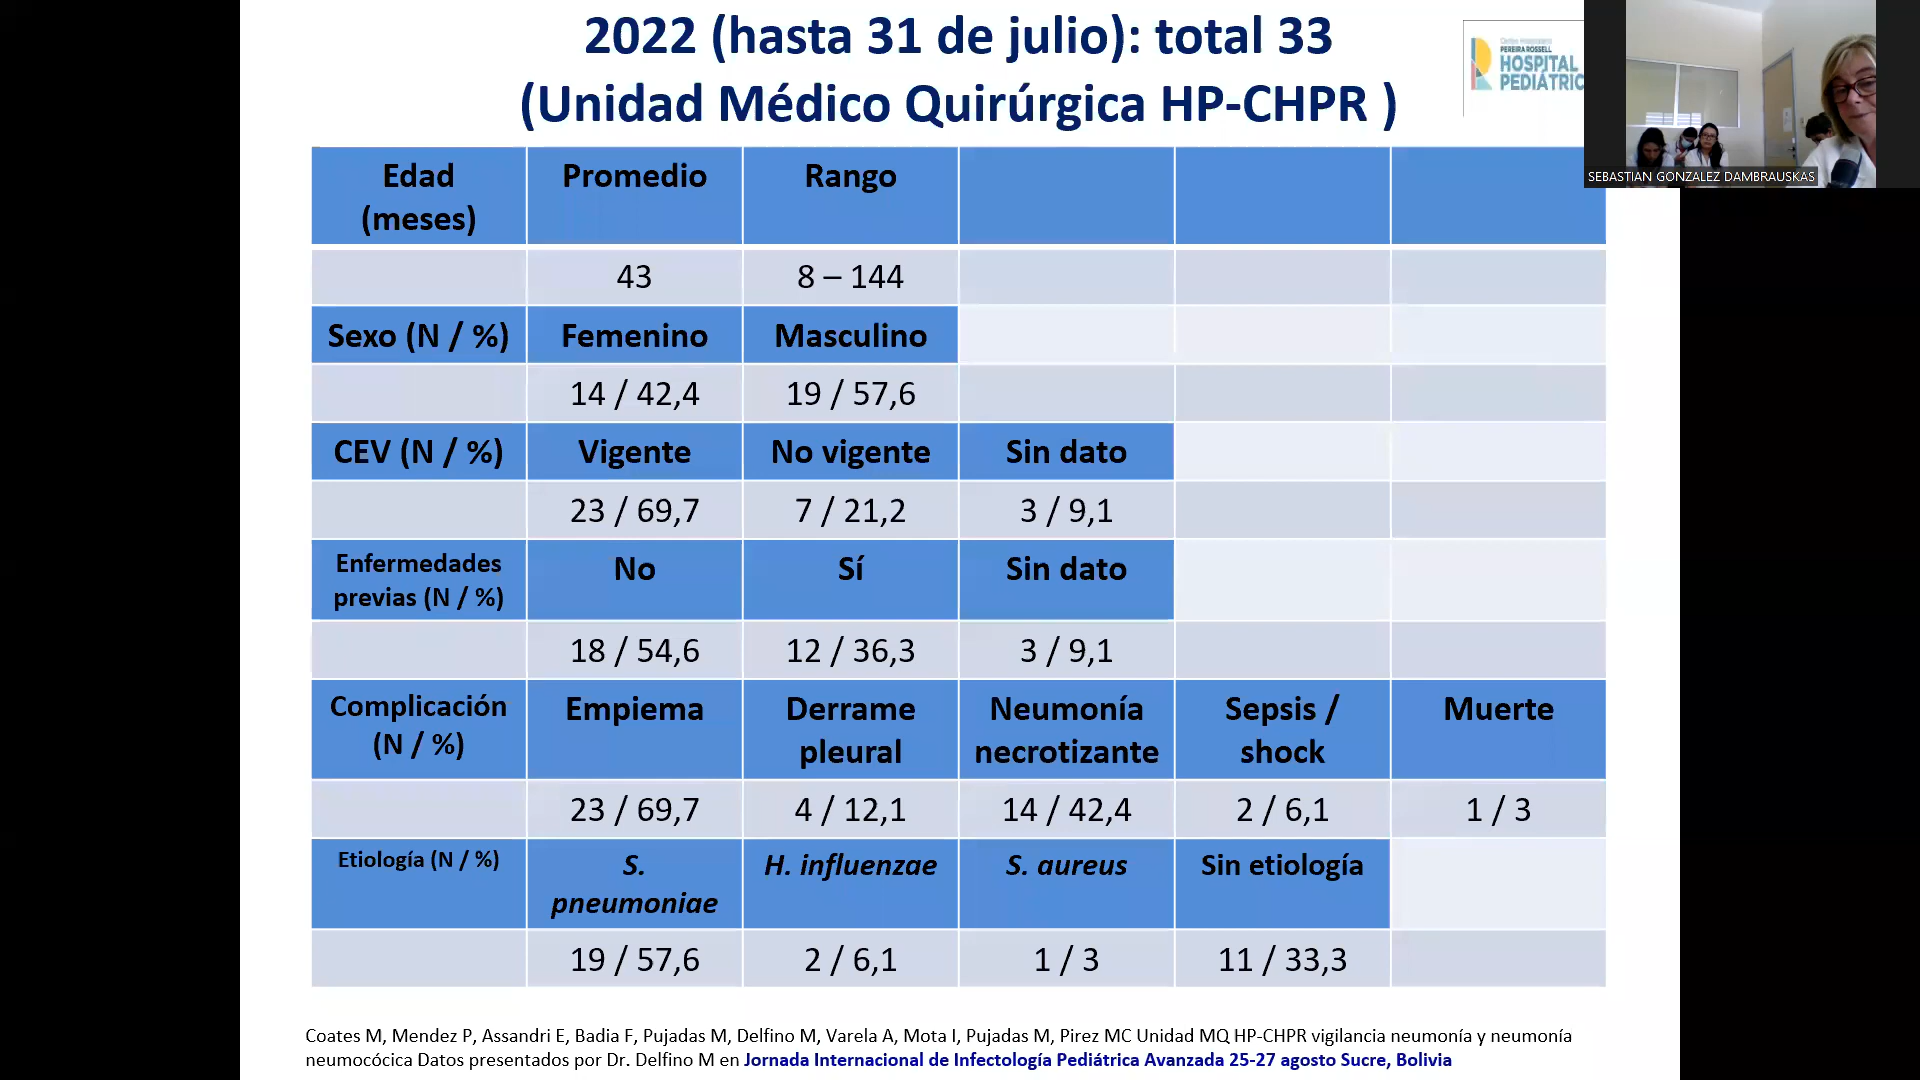 2022 (hasta 31 de julio): total 33
(Unidad Médico Quirúrgica HP-CHPR )
PEREIRA ROSSELL
HOSPITAL
PEDIÁTRIC
SEBASTIAN GONZALEZ DAMBRAUSKAS
Edad (meses) Promedio Rango
43 8 – 144
Sexo (N / %) Femenino Masculino
14 / 42,4 19 / 57,6
CEV (N / %) Vigente No vigente Sin dato
23 / 69,7 7 / 21,2 3 / 9,1
Enfermedades previas (N / %) No Sí Sin dato
18 / 54,6 12 / 36,3 3 / 9,1
Complicación (N / %) Empiema Derrame pleural Neumonía necrotizante Sepsis / shock Muerte
23 / 69,7 4 / 12,1 14 / 42,4 2 / 6,1 1 / 3
Etiología (N / %) S. pneumoniae H. influenzae S. aureus Sin etiología
19 / 57,6 2 / 6,1 1 / 3 11 / 33,3
Coates M, Mendez P, Assandri E, Badia F, Pujadas M, Delfino M, Varela A, Mota I, Pujadas M, Pirez MC Unidad MQ HP-CHPR vigilancia neumonía y neumonía
neumocócica Datos presentados por Dr. Delfino M en Jornada Internacional de Infectología Pediátrica Avanzada 25-27 agosto Sucre, Bolivia